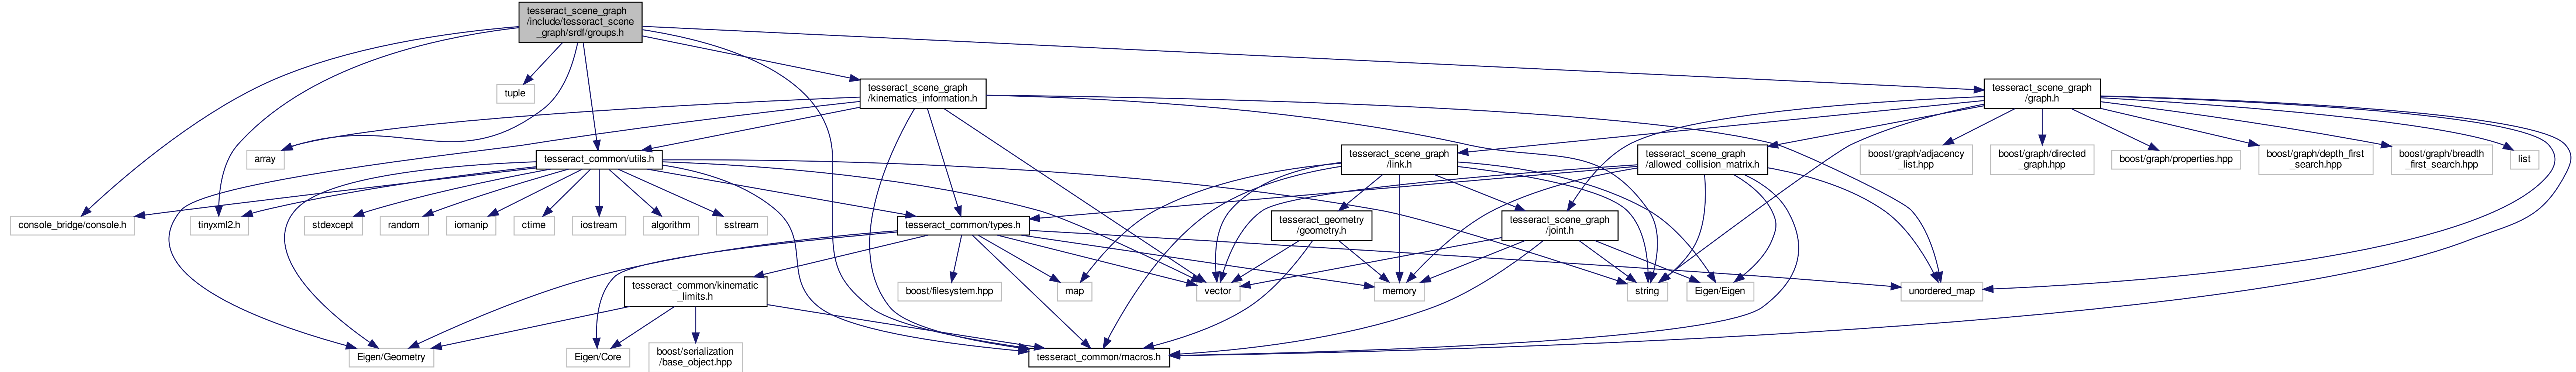 tesseract_scene_graph
/include/tesseract_scene
_graph/srdf/groups.h
tuple
tesseract_scene_graph
/kinematics_information.h
tesseract_scene_graph
/graph.h
array
tesseract_common/utils.h
tesseract_scene_graph
/link.h
tesseract_scene_graph
/allowed_collision_matrix.h
boost/graph/adjacency
_list.hpp
boost/graph/directed
_graph.hpp
boost/graph/properties.hpp
boost/graph/depth_first
_search.hpp
boost/graph/breadth
_first_search.hpp
list
console_bridge/console.h
tinyxml2.h
stdexcept
random
iomanip
ctime
iostream
algorithm
sstream
tesseract_common/types.h
tesseract_geometry
/geometry.h
tesseract_scene_graph
/joint.h
tesseract_common/kinematic
_limits.h
boost/filesystem.hpp
map
vector
memory
string
Eigen/Eigen
unordered_map
Eigen/Geometry
Eigen/Core
boost/serialization
/base_object.hpp
tesseract_common/macros.h